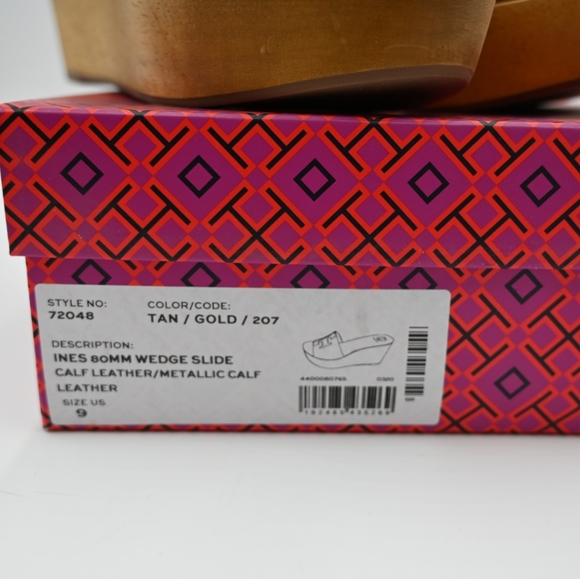 STYLE NO:
72048
COLOR/CODE:
TAN / GOLD / 207
DESCRIPTION:
INES 80MM WEDGE SLIDE
CALF LEATHER/METALLIC CALF
LEATHER
SIZE US
9